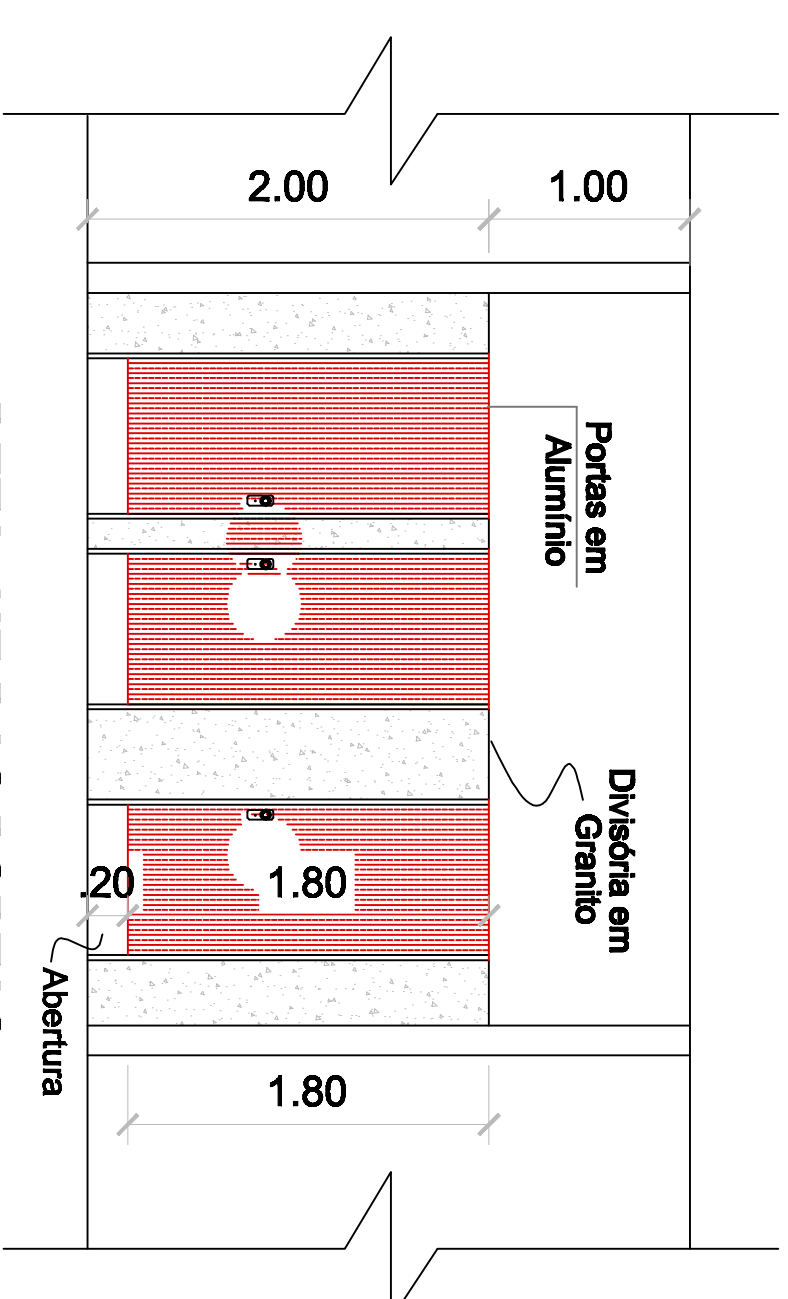 2.00
1.00
Portas em
Alumínio
Divisória em
Granito
.20
1.80
Abertura
1.80